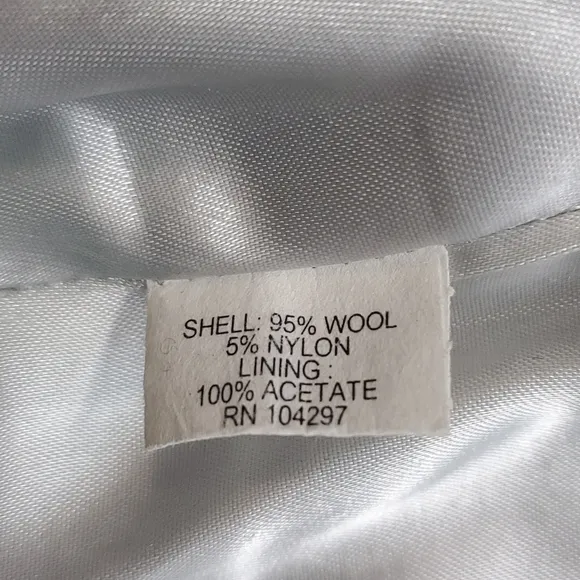 SHELL: 95% WOOL
5% NYLON
LINING :
100% ACETATE
RN 104297